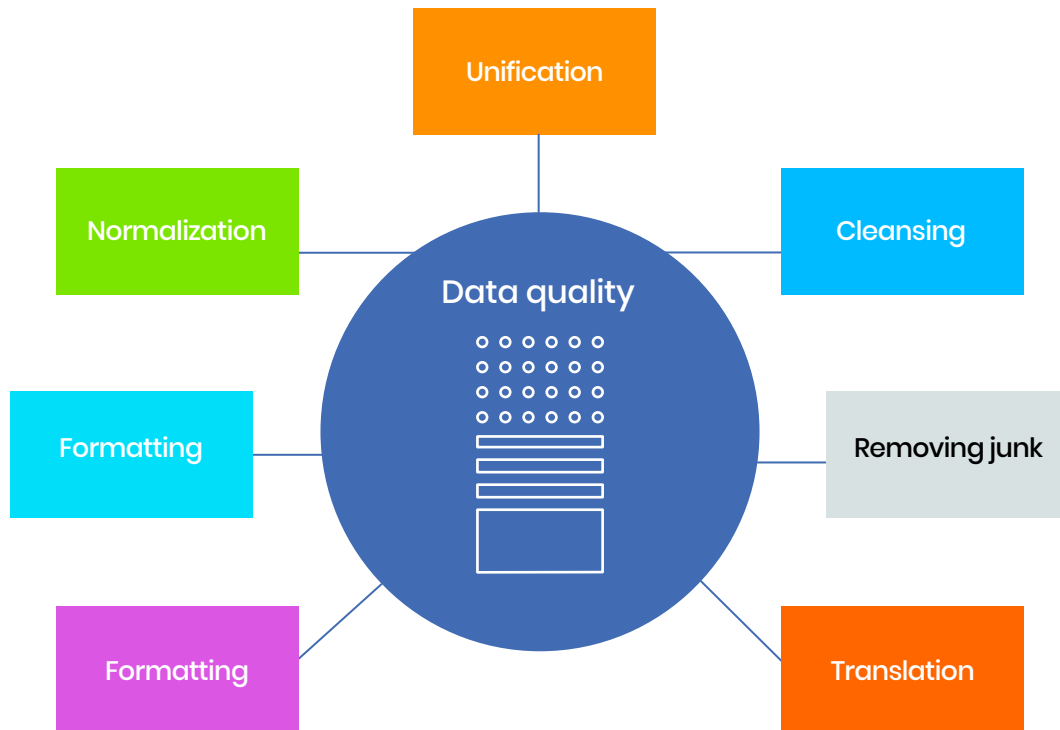 Unification
Normalization
Cleansing
Data quality
Formatting
Removing junk
Formatting
Translation